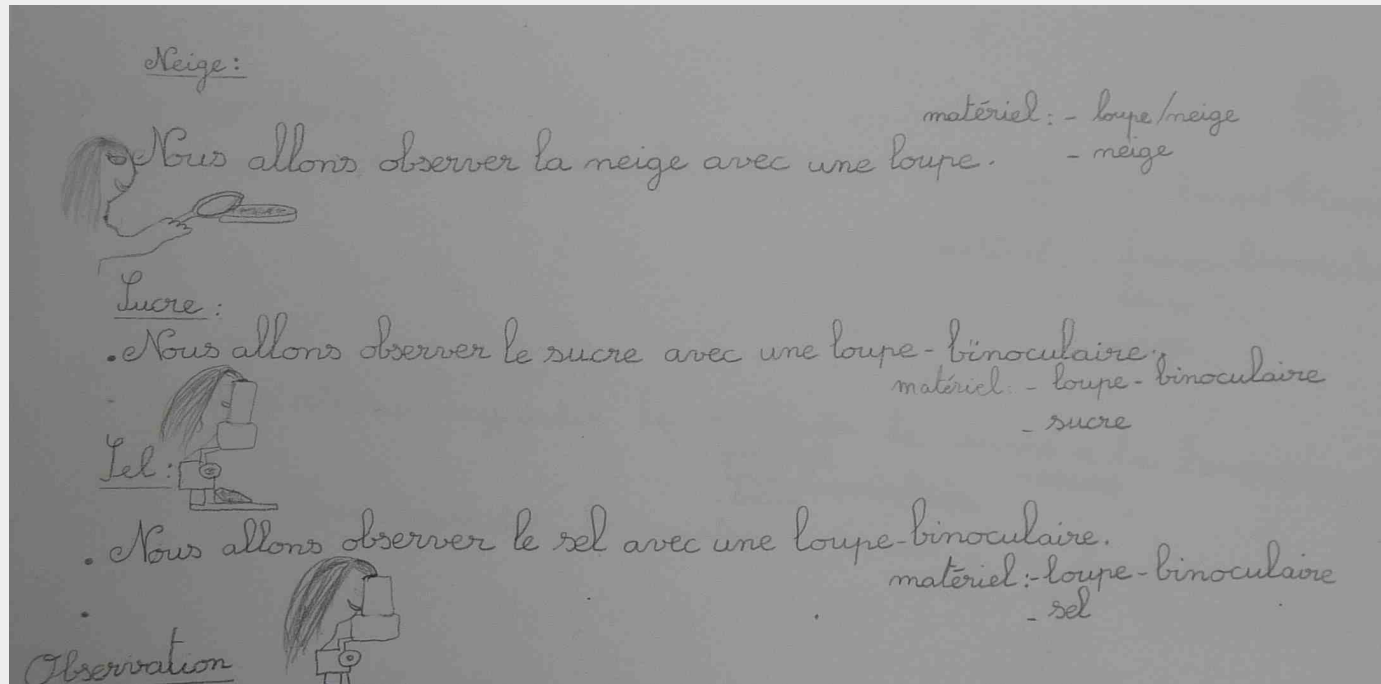 Neige :
matériel : - loupe/neige
Nous allons observer la neige avec une loupe.
- neige
Sucre :
. Nous allons observer le sucre avec une loupe-binoculaire.
matériel : - loupe-binoculaire
- sucre
Sel :
. Nous allons observer le sel avec une loupe-binoculaire.
matériel :- loupe-binoculaire
- sel
Observation